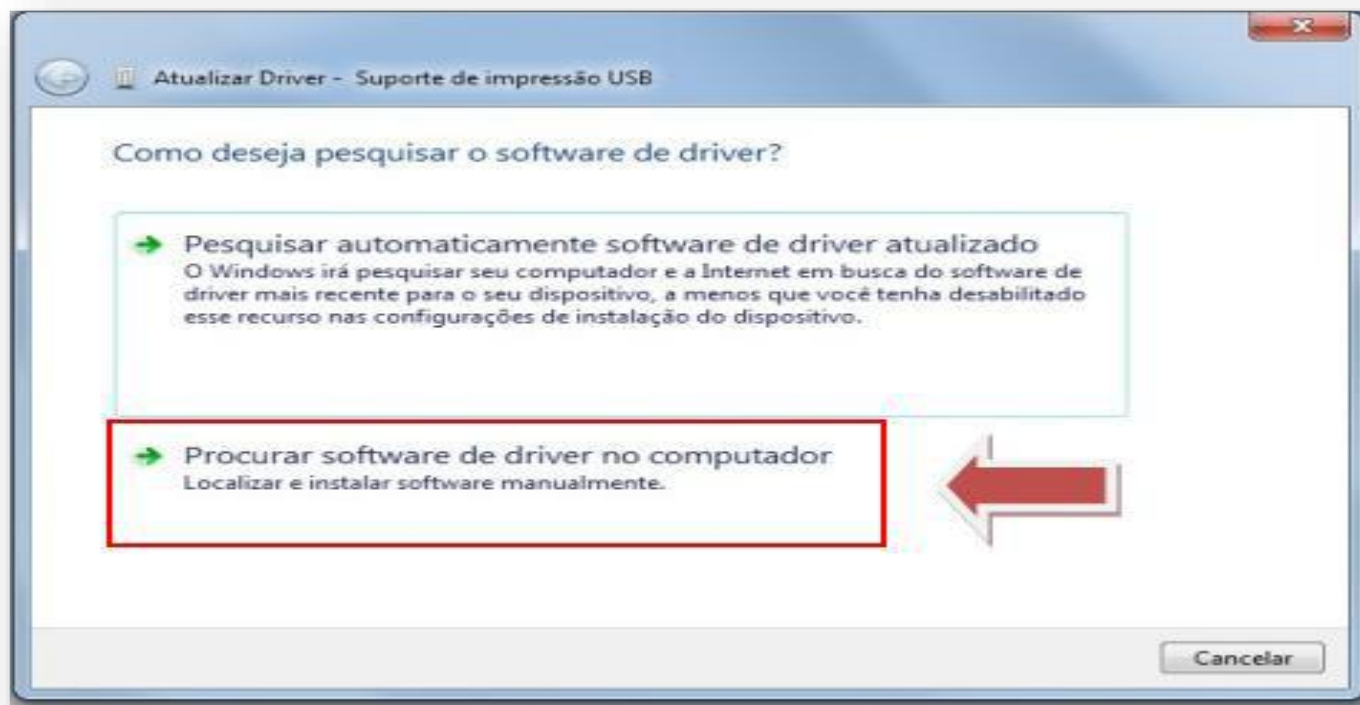 Atualizar Driver - Suporte de impressão USB
Como deseja pesquisar o software de driver?
Pesquisar automaticamente software de driver atualizado
O Windows irá pesquisar seu computador e a Internet em busca do software de
driver mais recente para o seu dispositivo, a menos que você tenha desabilitado
esse recurso nas configurações de instalação do dispositivo.
Procurar software de driver no computador
Localizar e instalar software manualmente.
Cancelar